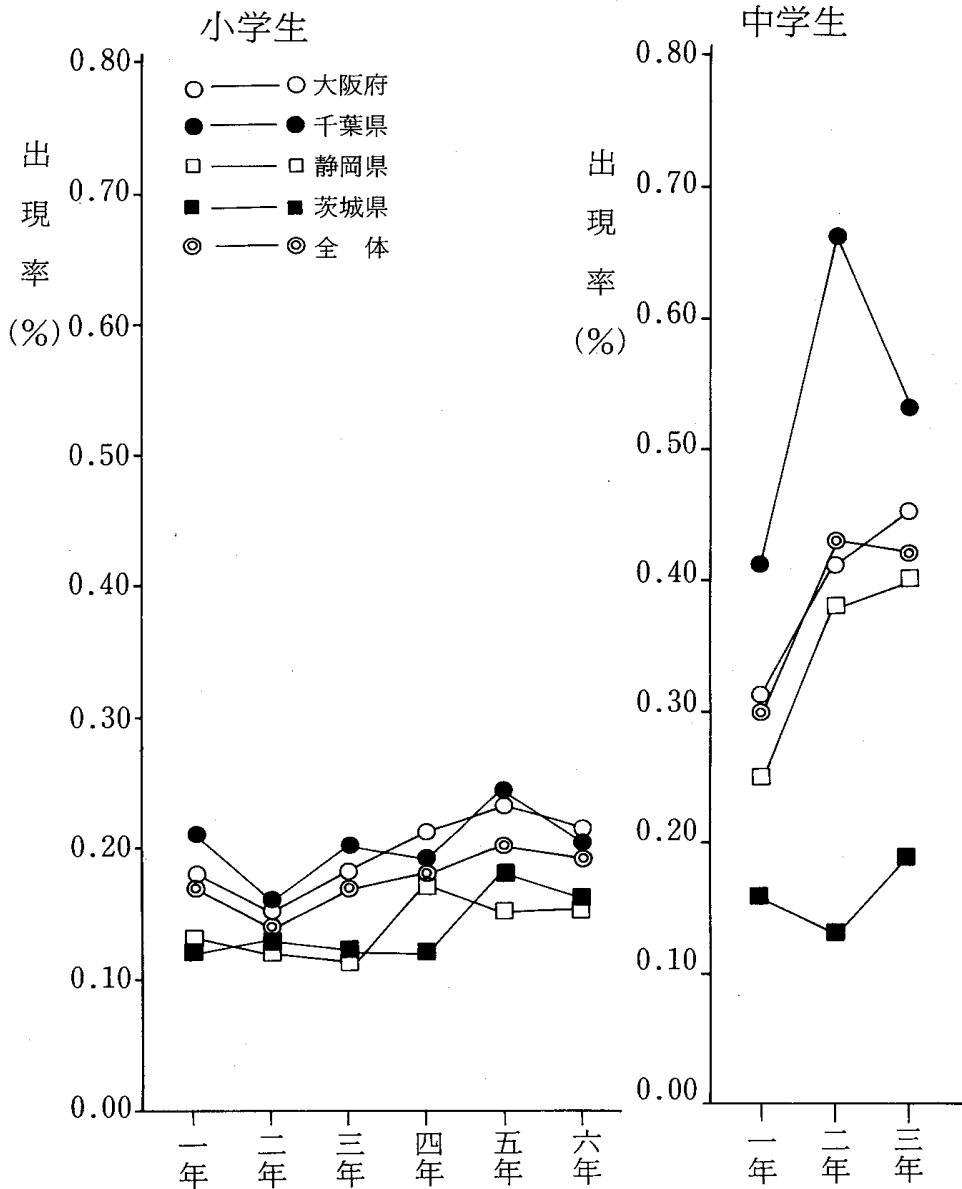 小学生
出現率(%)
0.80
0.70
0.60
0.50
0.40
0.30
0.20
0.10
0.00
大阪府
千葉県
静岡県
茨城県
全 体
一年
二年
三年
四年
五年
六年
中学生
出現率(%)
0.80
0.70
0.60
0.50
0.40
0.30
0.20
0.10
0.00
一年
二年
三年